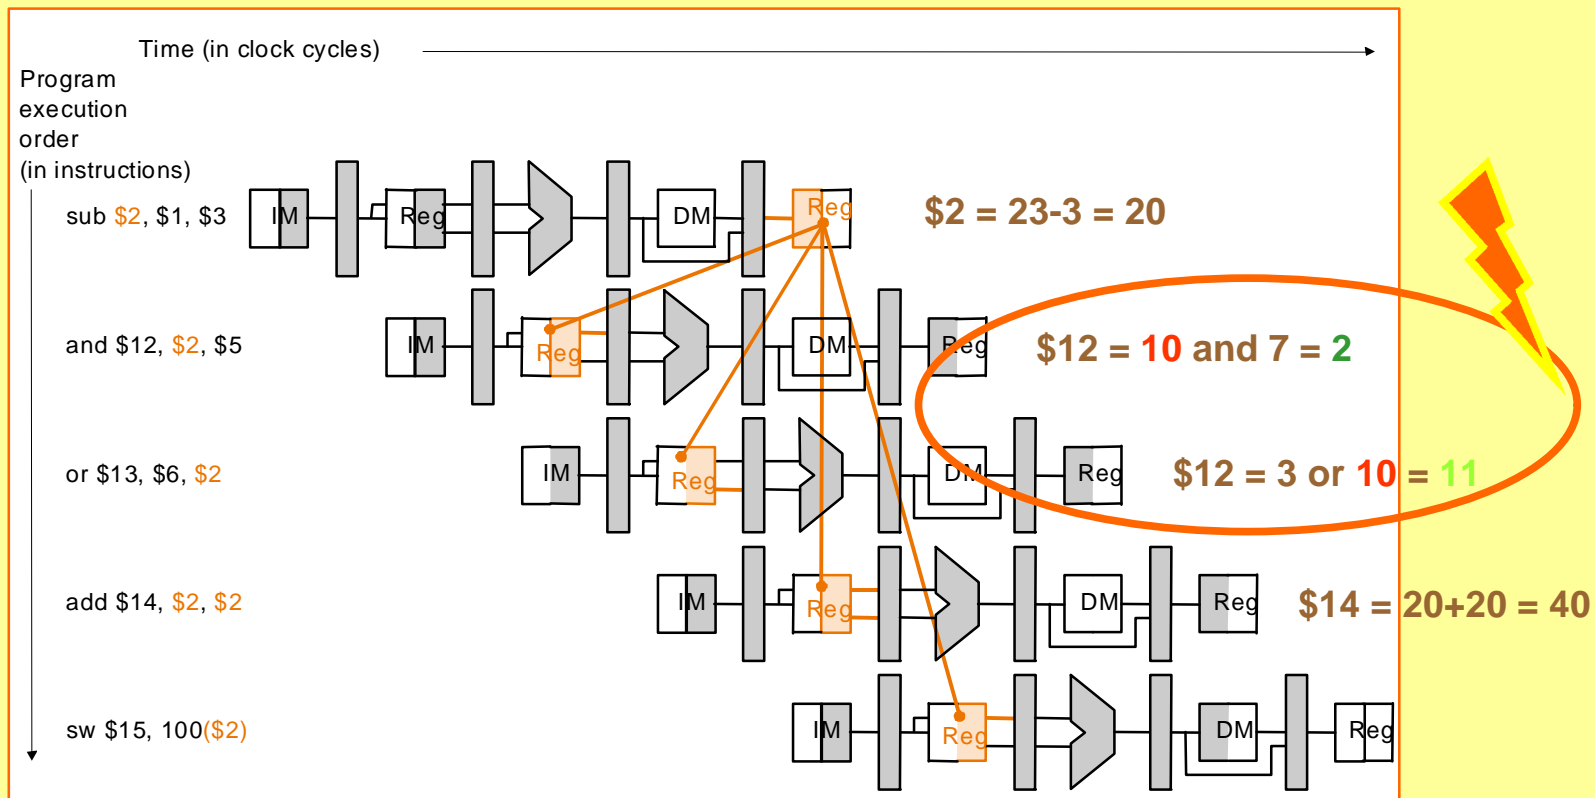 Time (in clock cycles)
Program
execution
order
(in instructions)
sub $2, $1, $3
IM
Reg
DM
Reg
$2 = 23-3 = 20
and $12, $2, $5
IM
Reg
DM
Reg
$12 = 10 and 7 = 2
or $13, $6, $2
IM
Reg
DM
Reg
$12 = 3 or 10 = 11
add $14, $2, $2
IM
Reg
DM
Reg
$14 = 20+20 = 40
sw $15, 100($2)
IM
Reg
DM
Reg